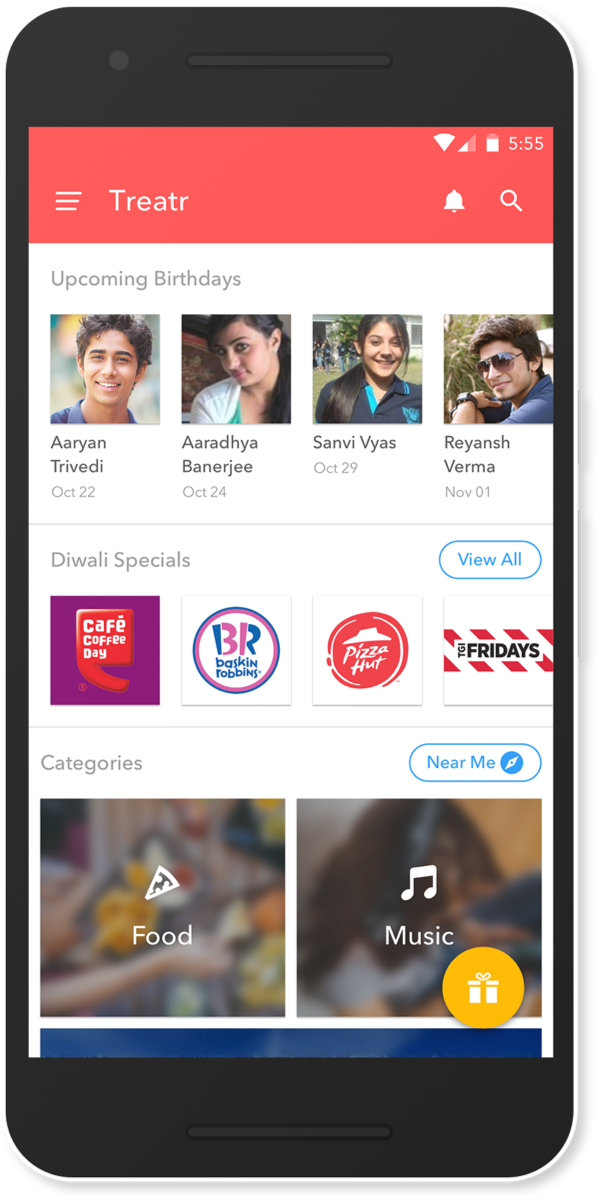 5:55
Treatr
Upcoming Birthdays
Aaryan
Trivedi
Oct 22
Aaradhya
Banerjee
Oct 24
Sanvi Vyas
Oct 29
Reyansh
Verma
Nov 01
Diwali Specials
View All
Café
Coffee
Day
BR
baskin
robbins
Pizza
Hut
TGI FRIDAYS
Categories
Near Me
Food
Music